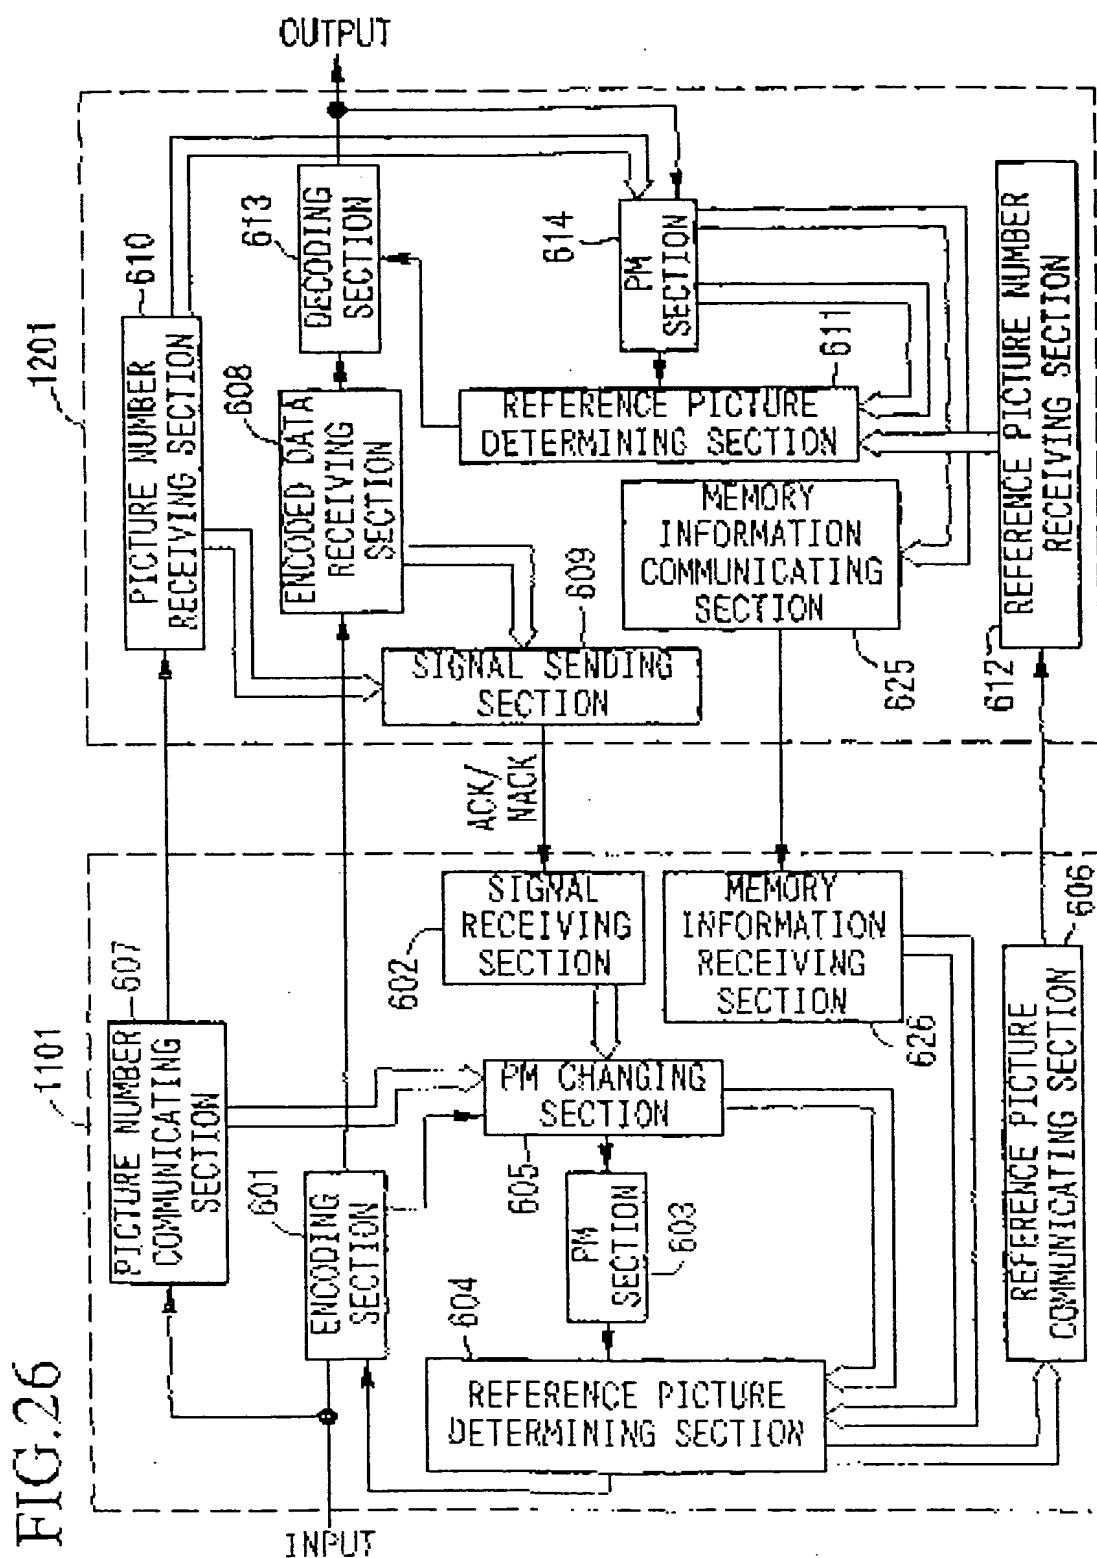 FIG.26
1101
1201
PICTURE NUMBER
COMMUNICATING
SECTION
607
PICTURE NUMBER
RECEIVING SECTION
610
INPUT
601
ENCODING
SECTION
ENCODED DATA
RECEIVING
SECTION
608
DECODING
SECTION
613
OUTPUT
SIGNAL SENDING
SECTION
609
ACK/
NACK
SIGNAL
RECEIVING
SECTION
602
PM CHANGING
SECTION
605
PM
SECTION
603
604
REFERENCE PICTURE
DETERMINING SECTION
REFERENCE PICTURE
DETERMINING SECTION
611
614
PM
SECTION
MEMORY
INFORMATION
RECEIVING
SECTION
626
MEMORY
INFORMATION
COMMUNICATING
SECTION
625
REFERENCE PICTURE
COMMUNICATING SECTION
606
612
REFERENCE PICTURE NUMBER
RECEIVING SECTION